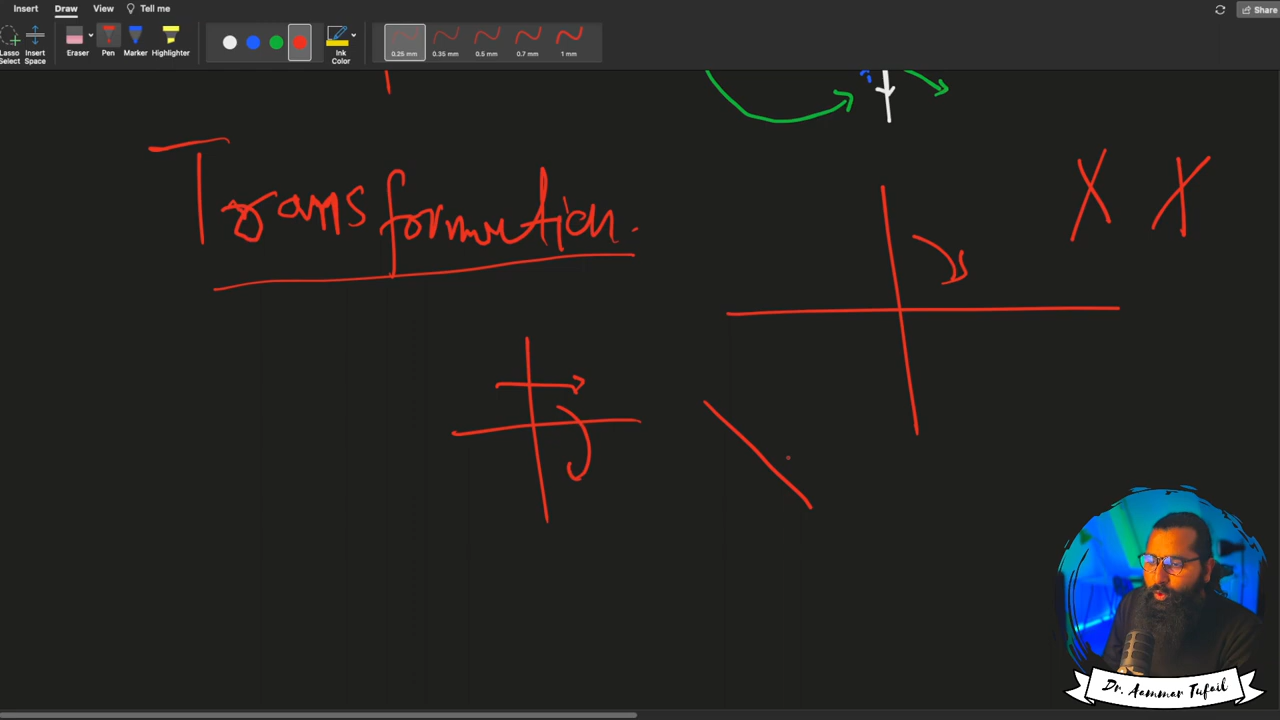 Insert Draw View Tell me
Share
Lasso Select
Insert Space
Eraser
Pen
Marker
Highlighter
Ink Color
0.25 mm
0.35 mm
0.5 mm
0.7 mm
1 mm
Transformation.
X X
Dr. Aammar Tufail